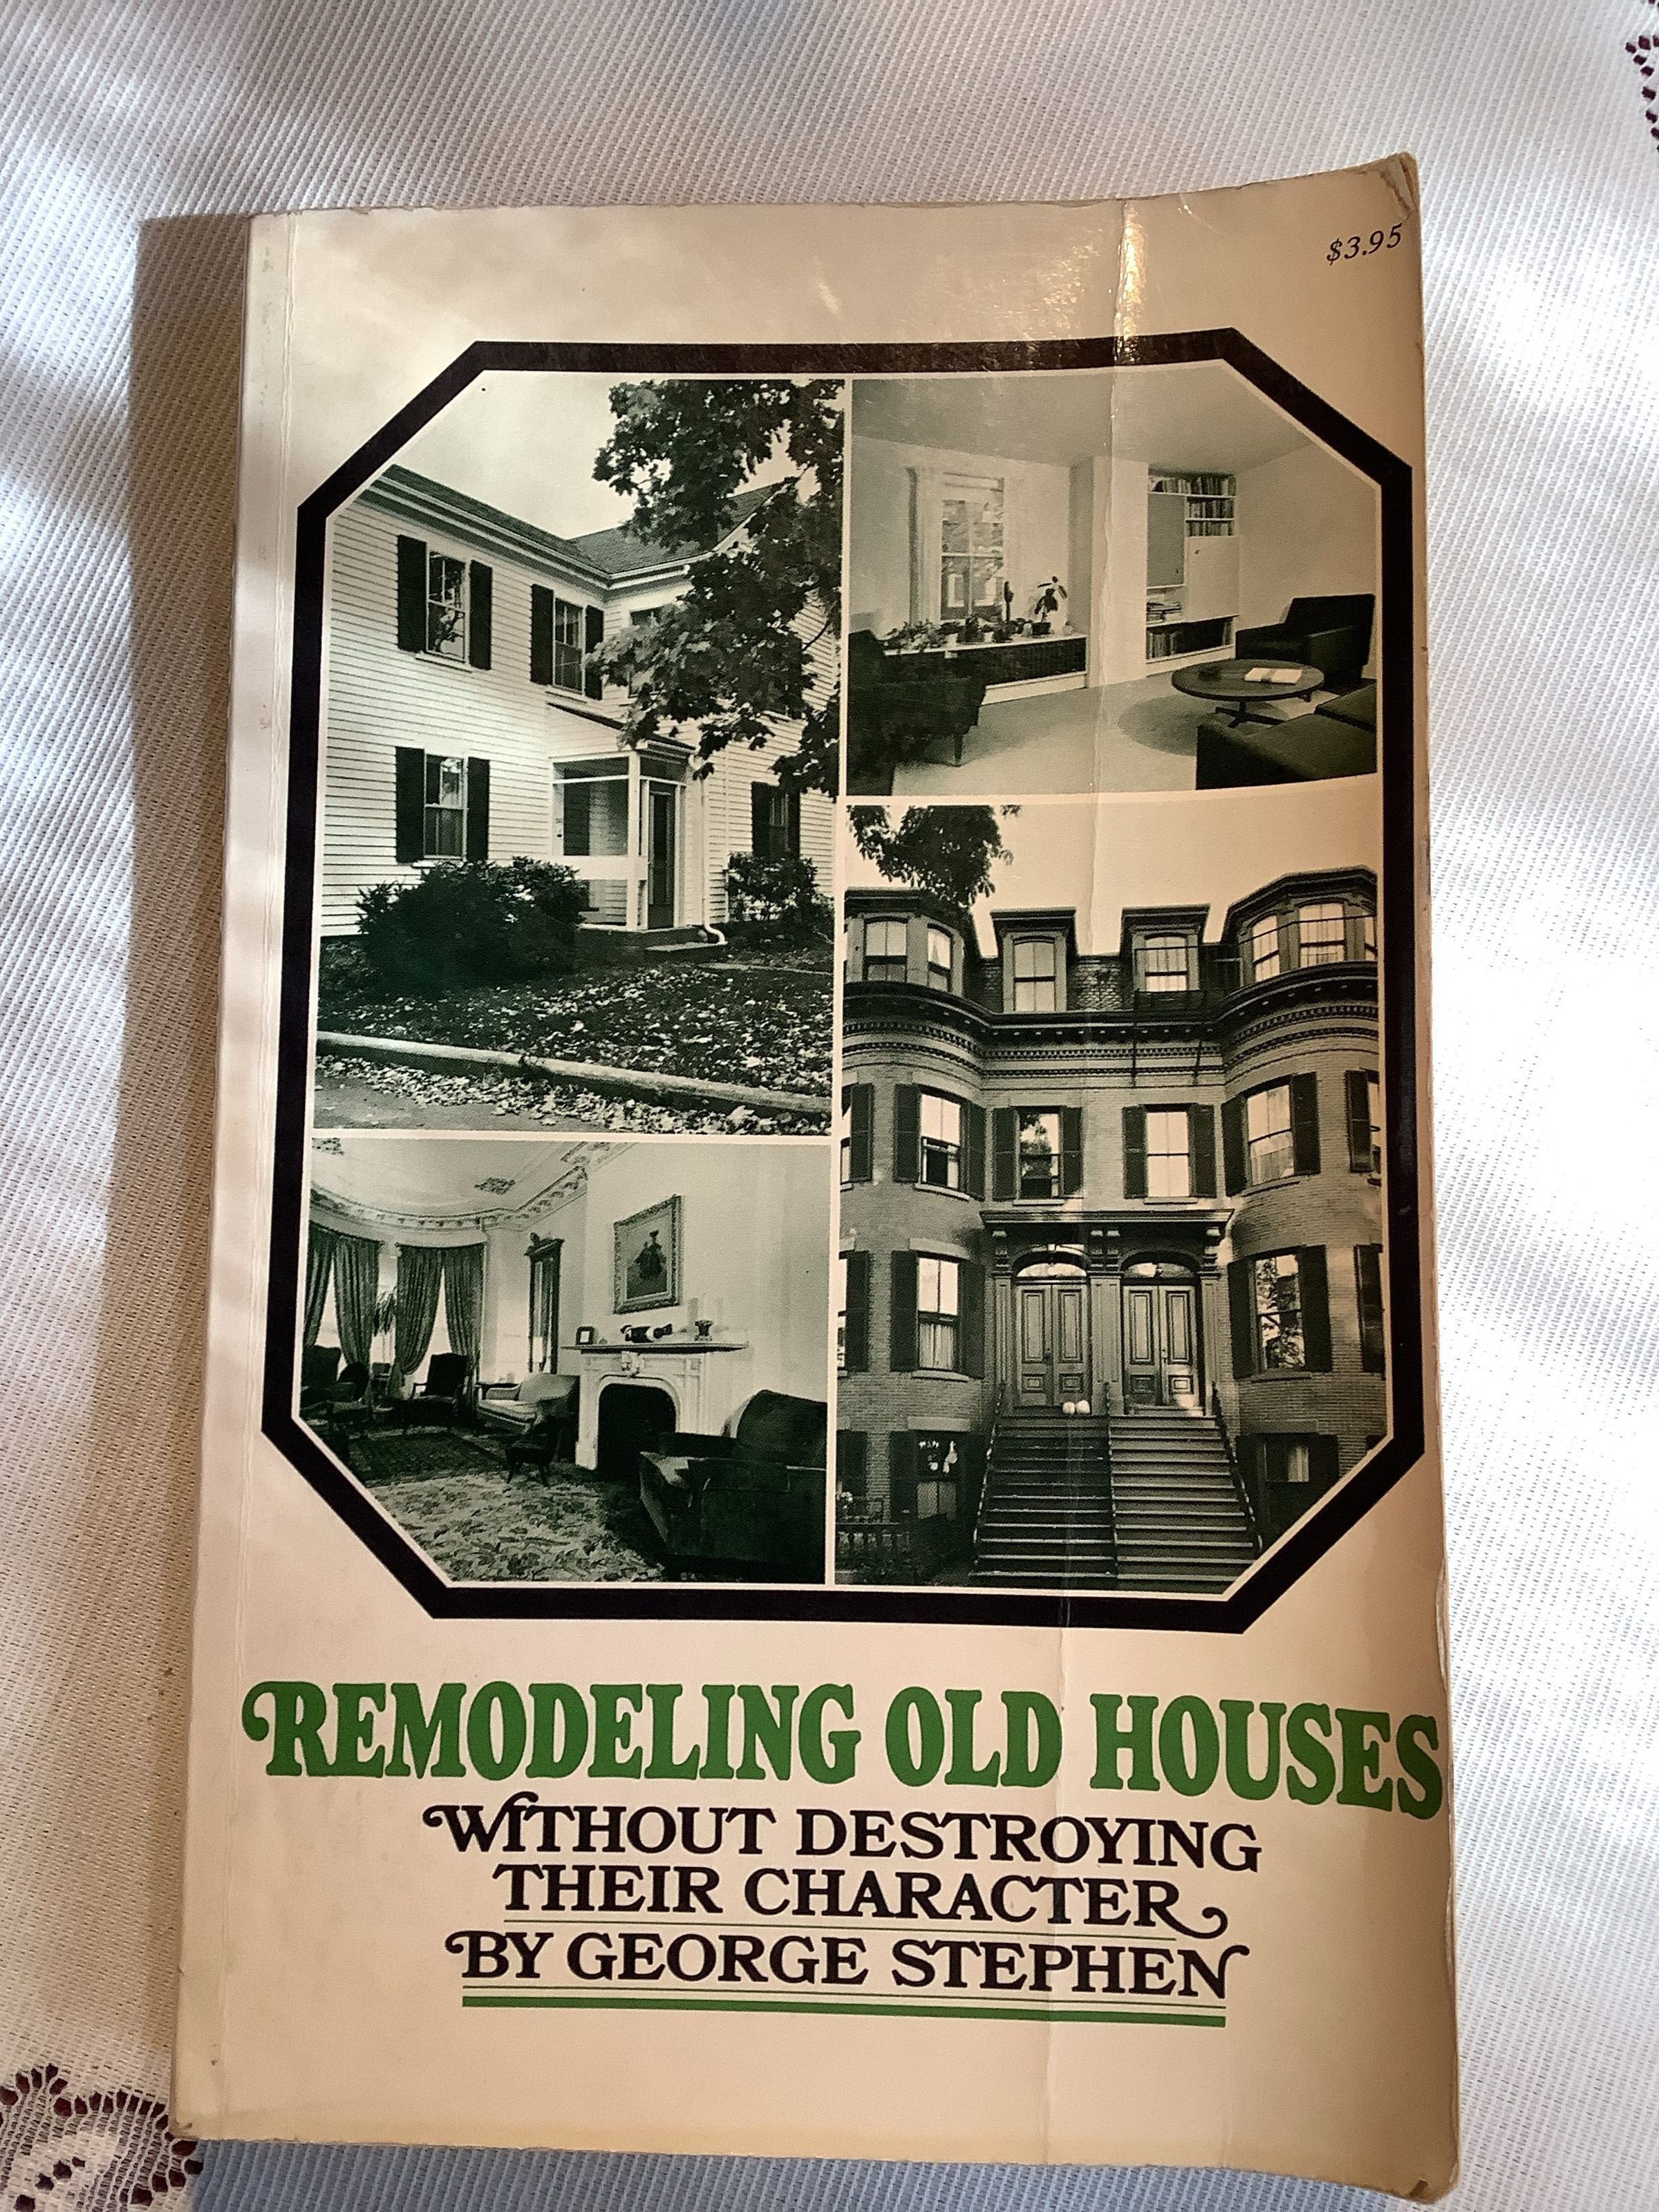 $3.95
REMODELING OLD HOUSES
WITHOUT DESTROYING
THEIR CHARACTER
BY GEORGE STEPHEN